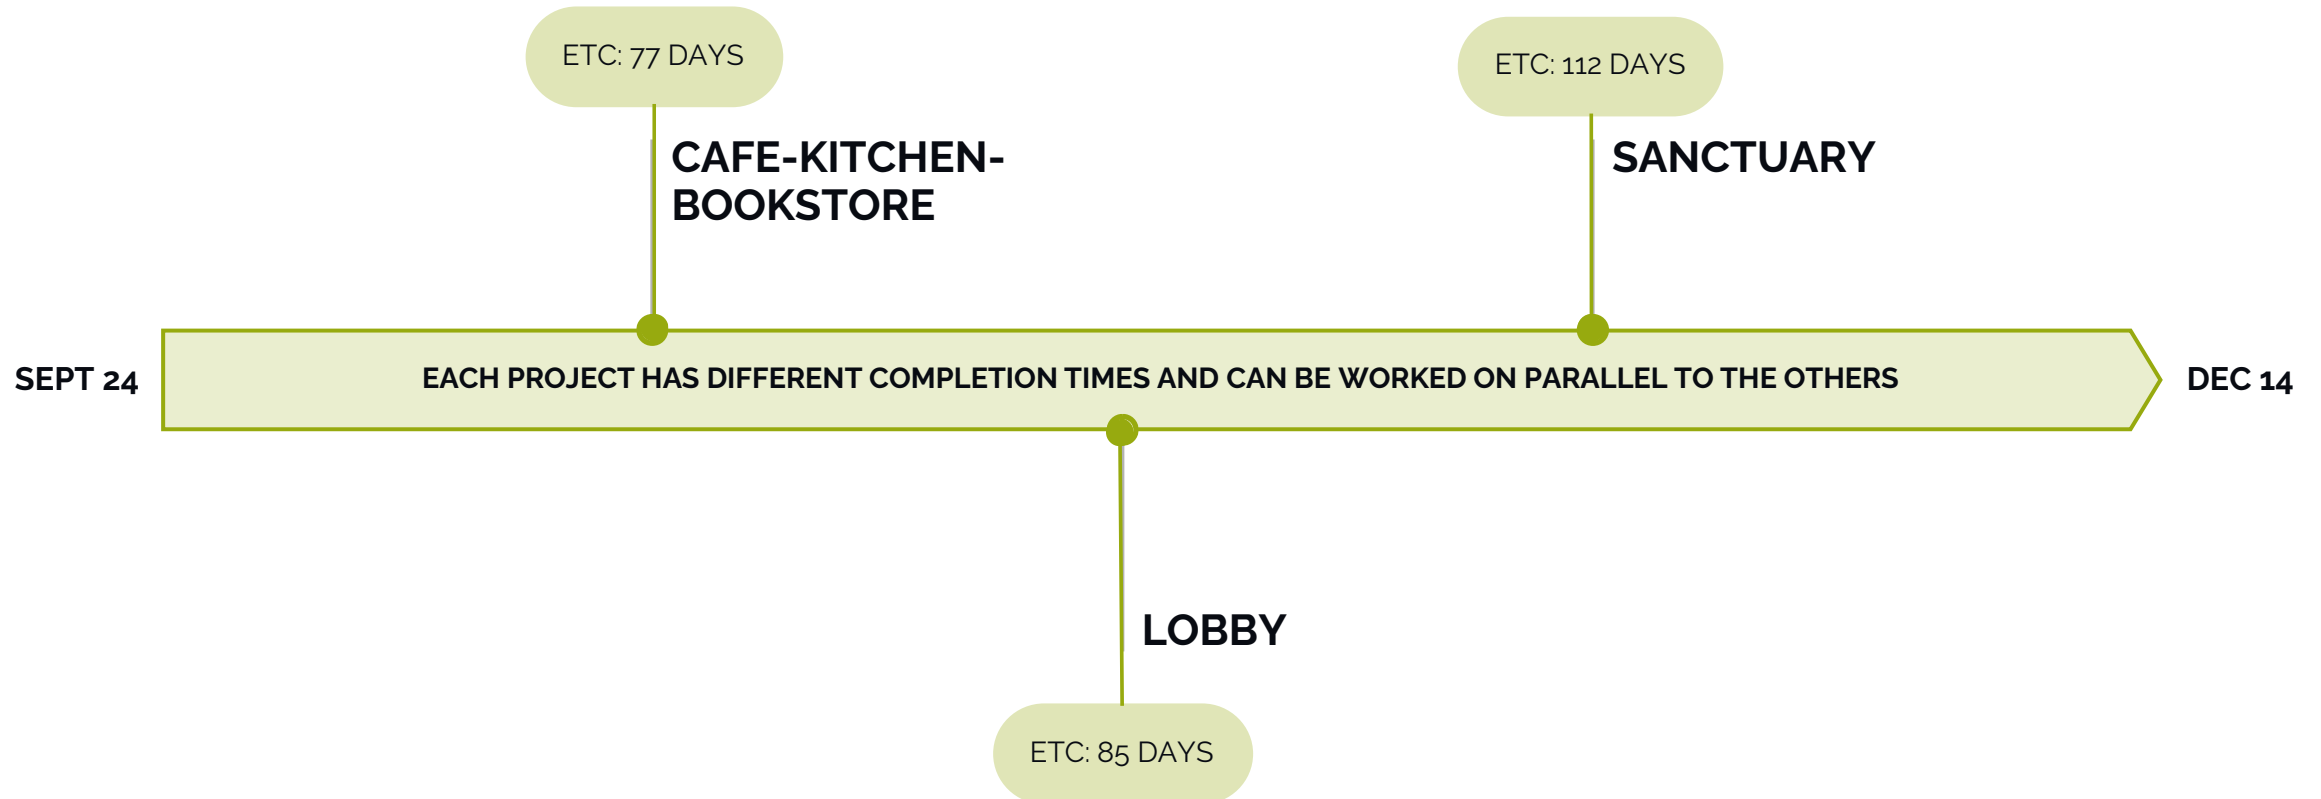 ETC: 77 DAYS
ETC: 112 DAYS
CAFE-KITCHEN-
BOOKSTORE
SANCTUARY
SEPT 24
EACH PROJECT HAS DIFFERENT COMPLETION TIMES AND CAN BE WORKED ON PARALLEL TO THE OTHERS
DEC 14
LOBBY
ETC: 85 DAYS